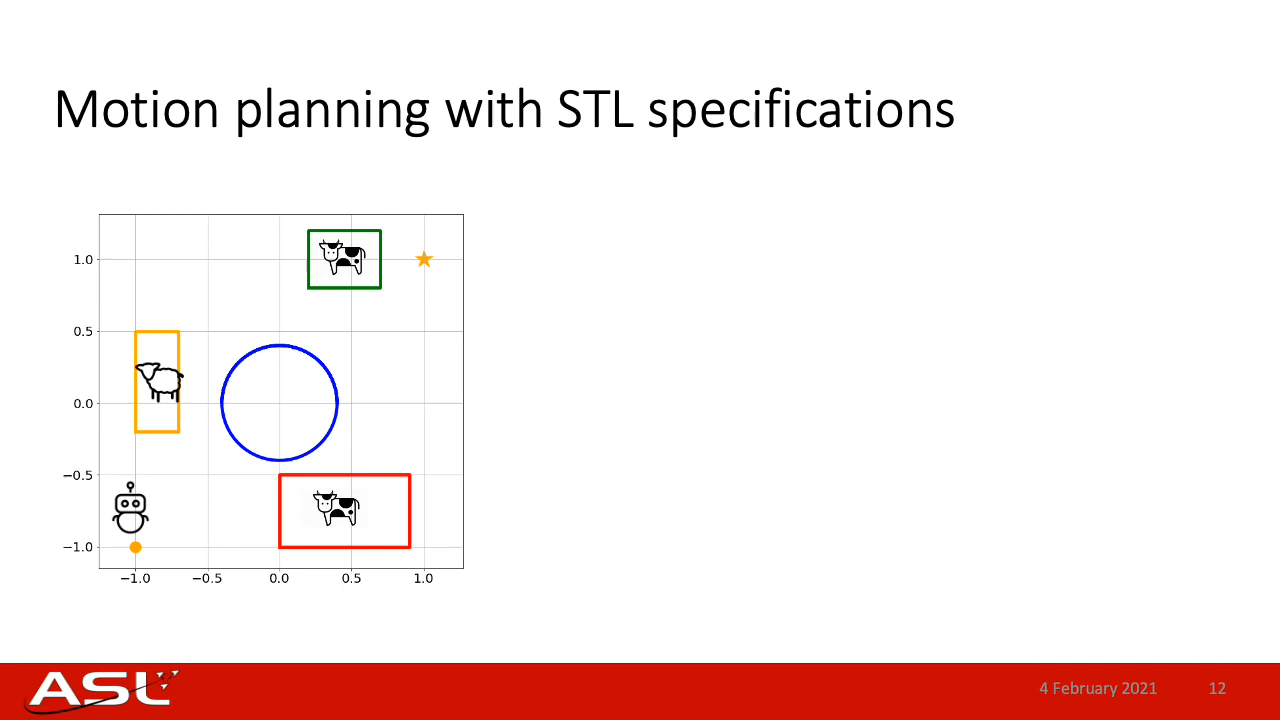 Motion planning with STL specifications
1.0
0.5
0.0
−0.5
−1.0
−1.0 −0.5 0.0 0.5 1.0
ASL 4 February 2021 12